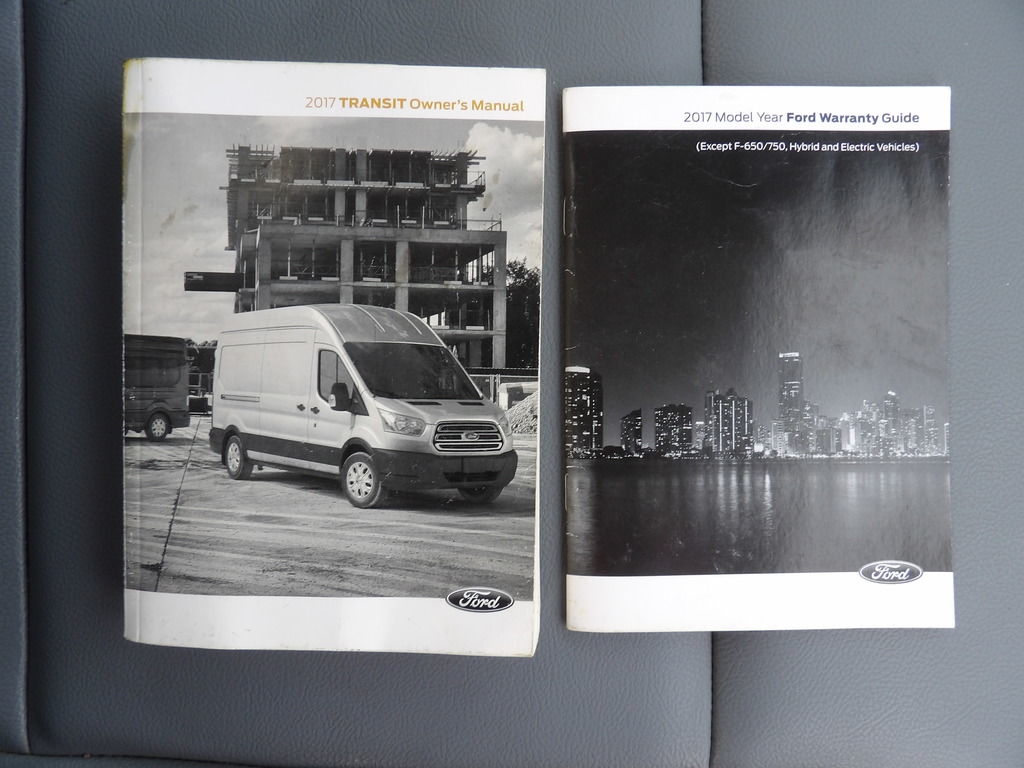 2017 TRANSIT Owner's Manual
Ford
2017 Model Year Ford Warranty Guide
(Except F-650/750, Hybrid and Electric Vehicles)
Ford